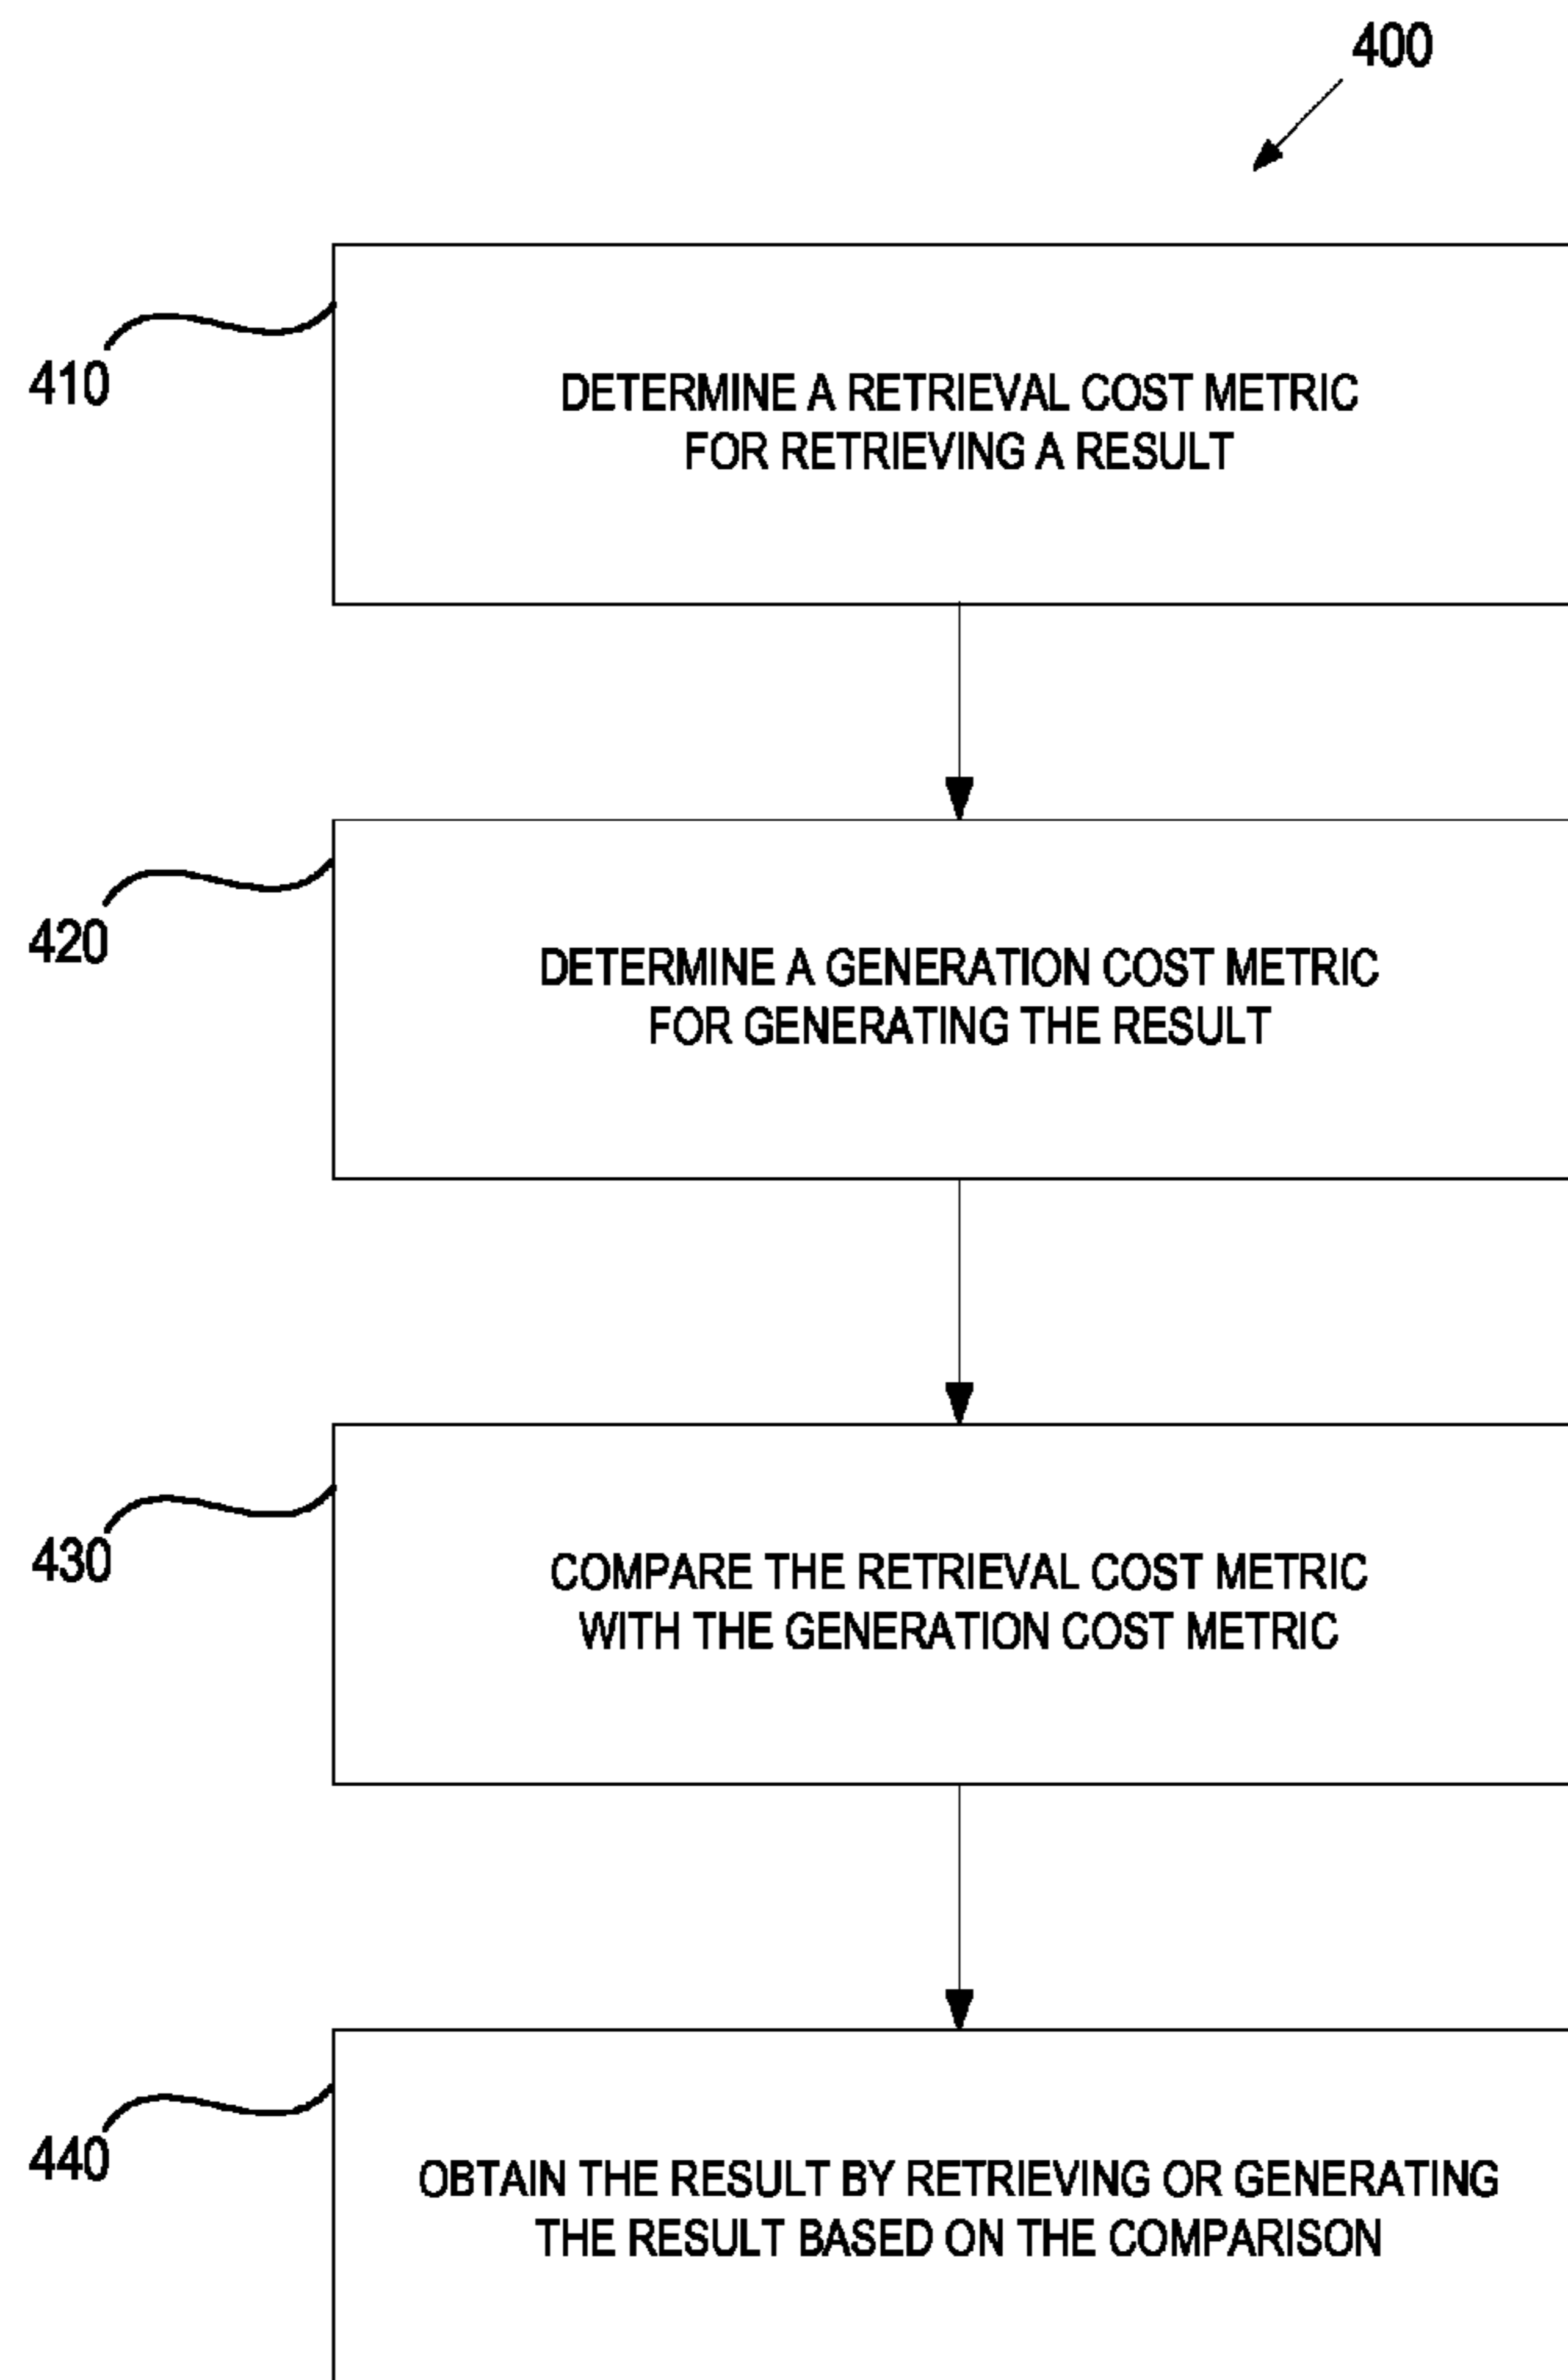 400
410
DETERMINE A RETRIEVAL COST METRIC
FOR RETRIEVING A RESULT
420
DETERMINE A GENERATION COST METRIC
FOR GENERATING THE RESULT
430
COMPARE THE RETRIEVAL COST METRIC
WITH THE GENERATION COST METRIC
440
OBTAIN THE RESULT BY RETRIEVING OR GENERATING
THE RESULT BASED ON THE COMPARISON